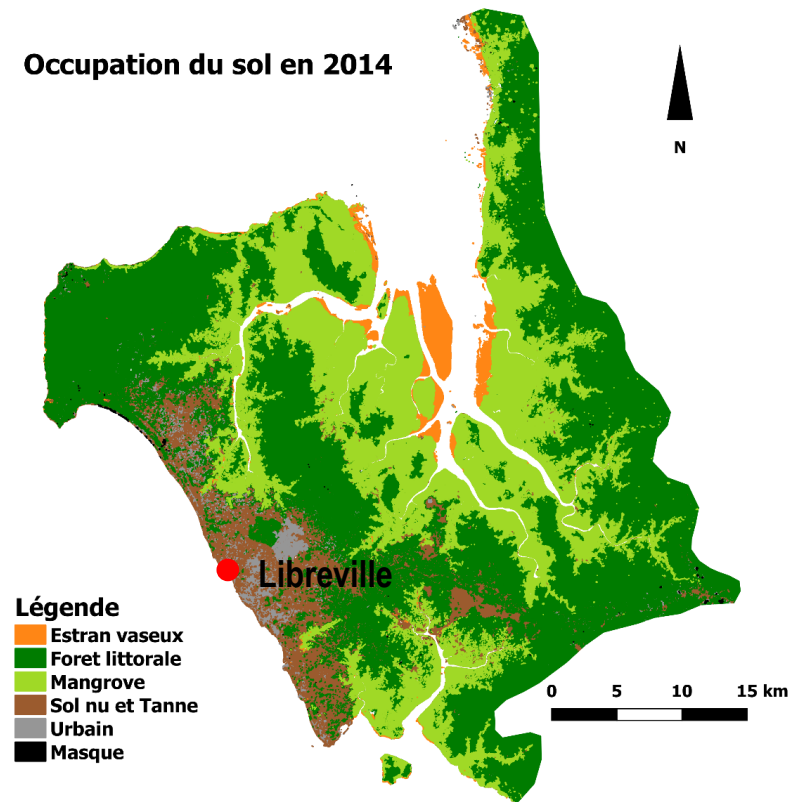 Occupation du sol en 2014
N
Libreville
Légende
Estran vaseux
Foret littorale
Mangrove
Sol nu et Tanne
Urbain
Masque
0 5 10 15 km